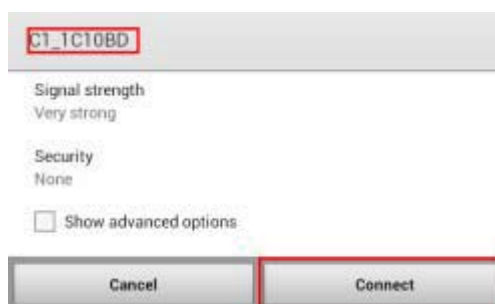 C1_1C10BD
Signal strength
Very strong
Security
None
Show advanced options
Cancel
Connect